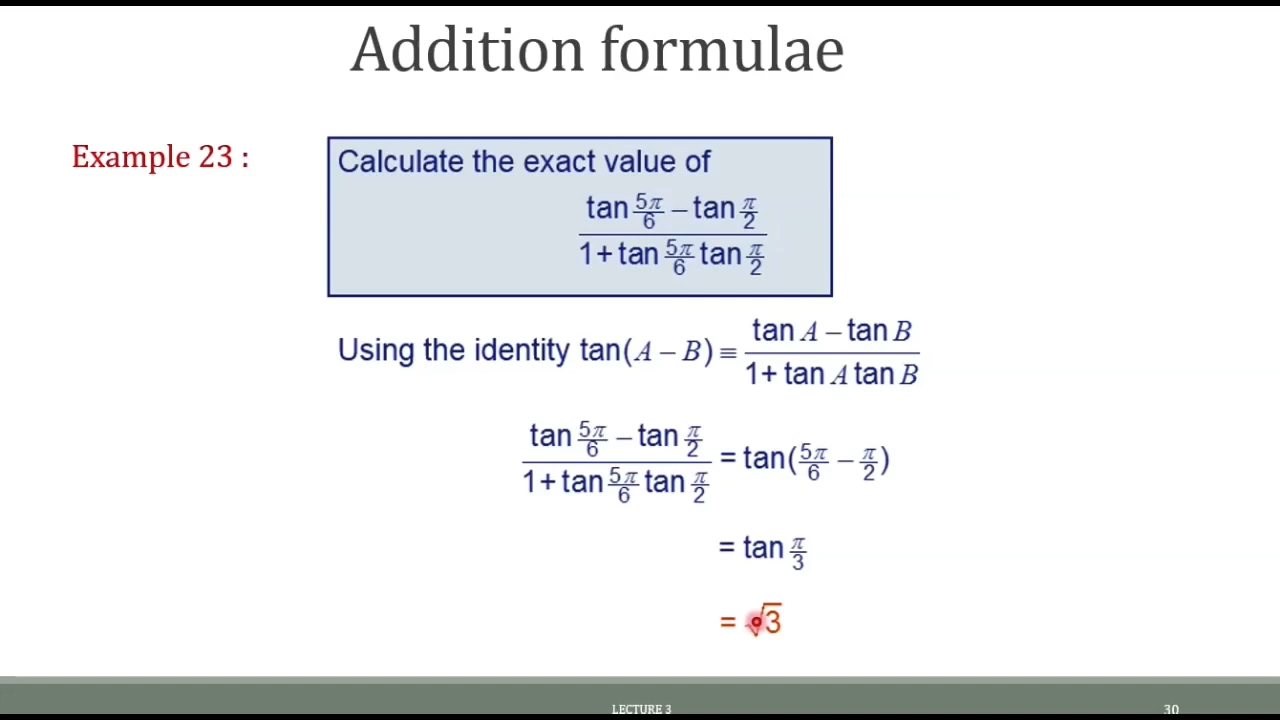 Addition formulae
Example 23 :
Calculate the exact value of
tan 5π/6 − tan π/2
1 + tan 5π/6 tan π/2
Using the identity tan(A − B) ≡ (tan A − tan B)/(1 + tan A tan B)
(tan 5π/6 − tan π/2)/(1 + tan 5π/6 tan π/2) = tan(5π/6 − π/2)
= tan π/3
= √3
LECTURE 3
30